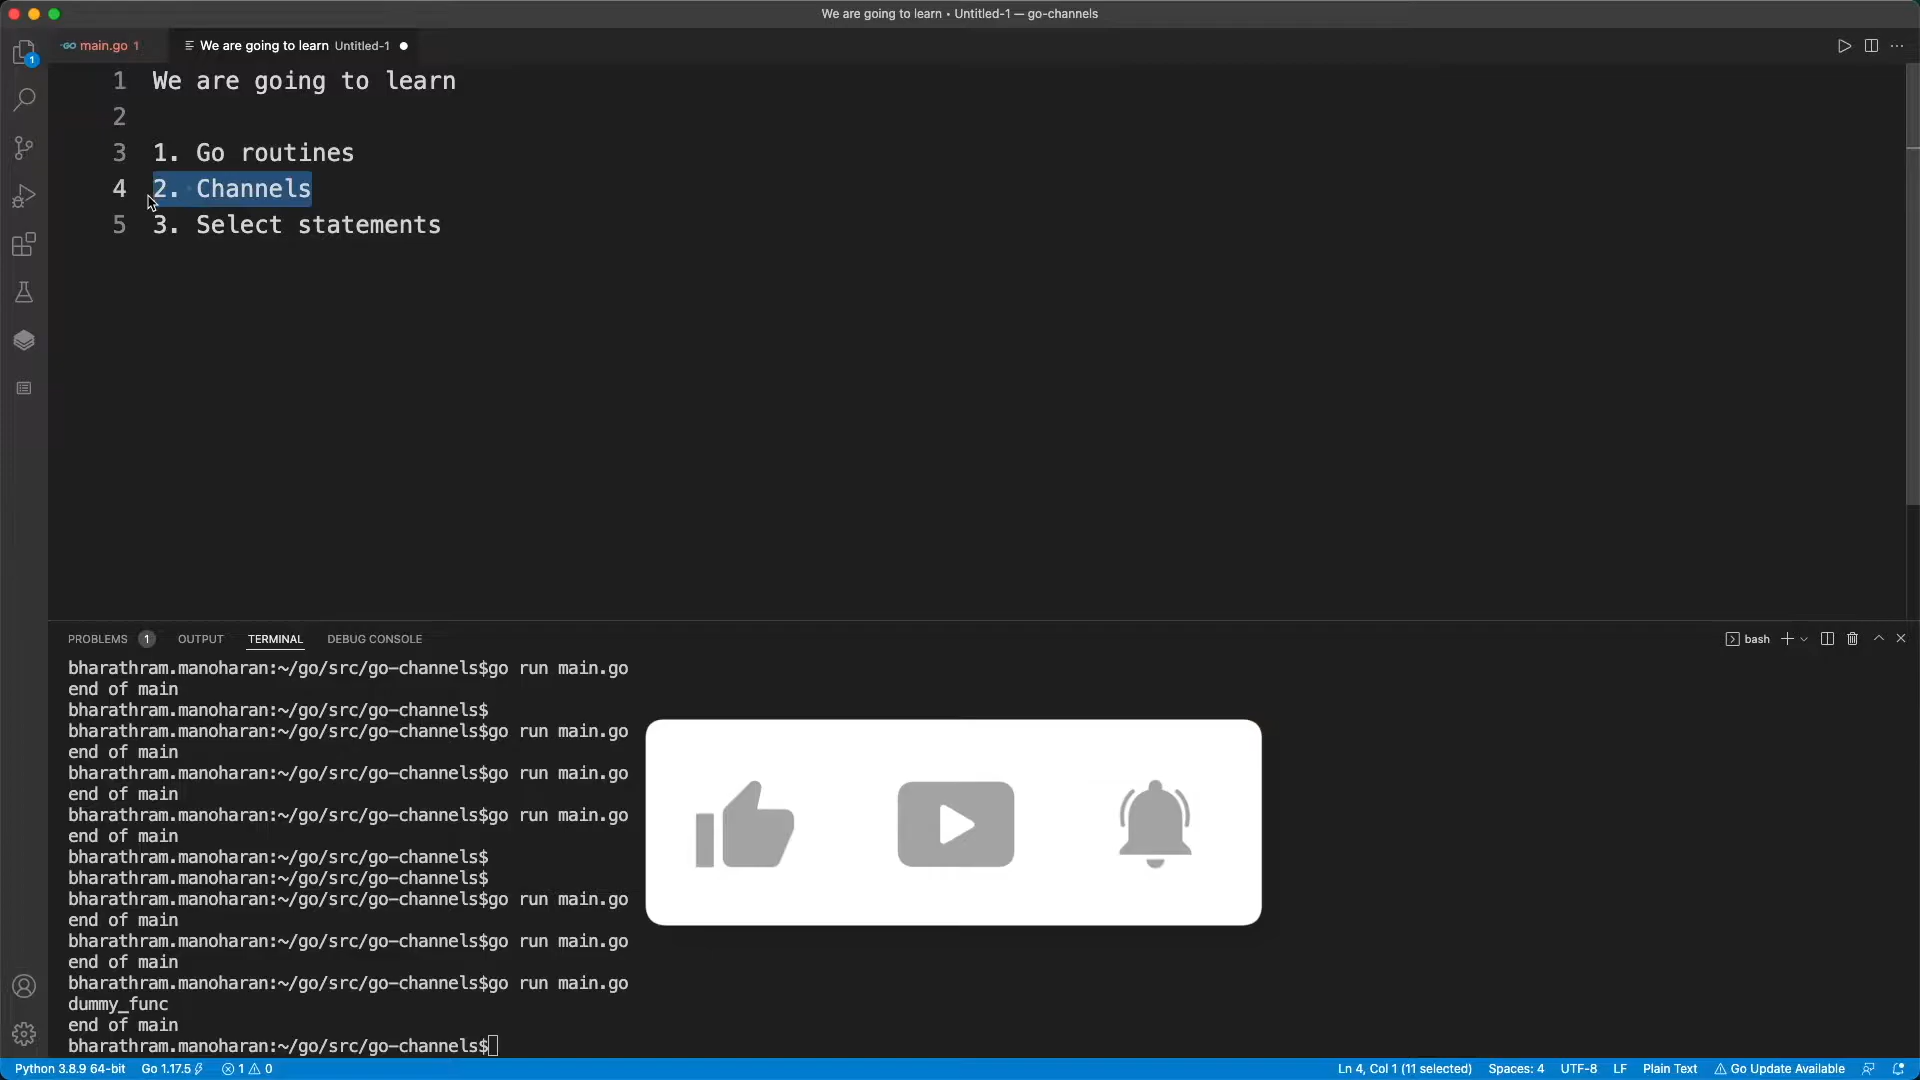 We are going to learn • Untitled-1 — go-channels
GO main.go 1
We are going to learn Untitled-1 ●
1 We are going to learn
2
3 1. Go routines
4 2. Channels
5 3. Select statements
1
PROBLEMS 1 OUTPUT TERMINAL DEBUG CONSOLE
bash
bharathram.manoharan:~/go/src/go-channels$go run main.go
end of main
bharathram.manoharan:~/go/src/go-channels$
bharathram.manoharan:~/go/src/go-channels$go run main.go
end of main
bharathram.manoharan:~/go/src/go-channels$go run main.go
end of main
bharathram.manoharan:~/go/src/go-channels$go run main.go
end of main
bharathram.manoharan:~/go/src/go-channels$
bharathram.manoharan:~/go/src/go-channels$
bharathram.manoharan:~/go/src/go-channels$go run main.go
end of main
bharathram.manoharan:~/go/src/go-channels$go run main.go
end of main
bharathram.manoharan:~/go/src/go-channels$go run main.go
dummy_func
end of main
bharathram.manoharan:~/go/src/go-channels$
Python 3.8.9 64-bit Go 1.17.5 1 0 Ln 4, Col 1 (11 selected) Spaces: 4 UTF-8 LF Plain Text Go Update Available